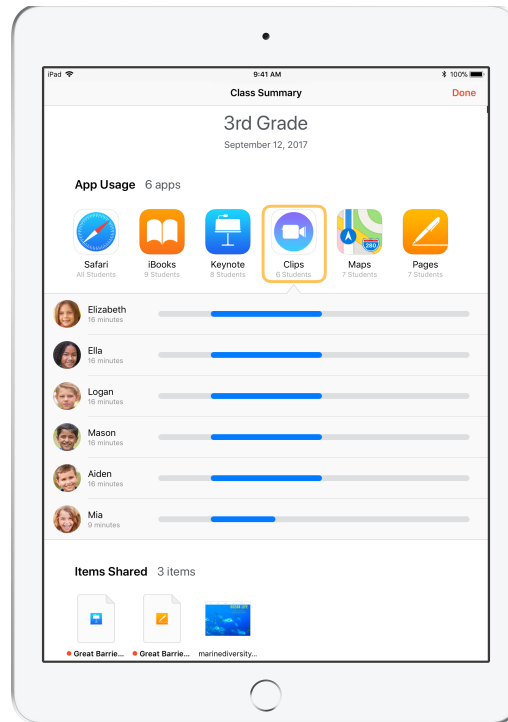 iPad 9:41 AM 100%
Class Summary Done
3rd Grade
September 12, 2017
App Usage 6 apps
280
Safari iBooks Keynote Clips Maps Pages
All Students 9 Students 8 Students 6 Students 7 Students 7 Students
Elizabeth
16 minutes
Ella
16 minutes
Logan
16 minutes
Mason
16 minutes
Aiden
16 minutes
Mia
9 minutes
Items Shared 3 items
Great Barrie... Great Barrie... marinediversity...